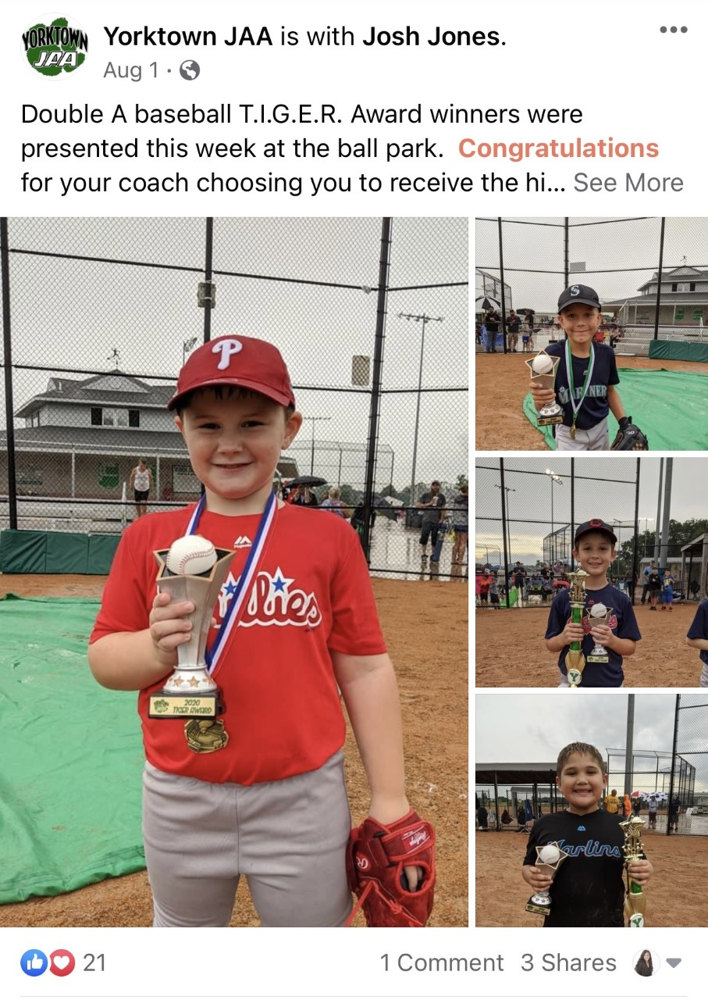 YORKTOWN
JAA
Yorktown JAA is with Josh Jones.
Aug 1 ·
Double A baseball T.I.G.E.R. Award winners were
presented this week at the ball park. Congratulations
for your coach choosing you to receive the hi... See More
P
Phillies
2020
TIGER AWARD
Rawlings
S
MARINER
C
Marlins
Y
Y
21
1 Comment 3 Shares